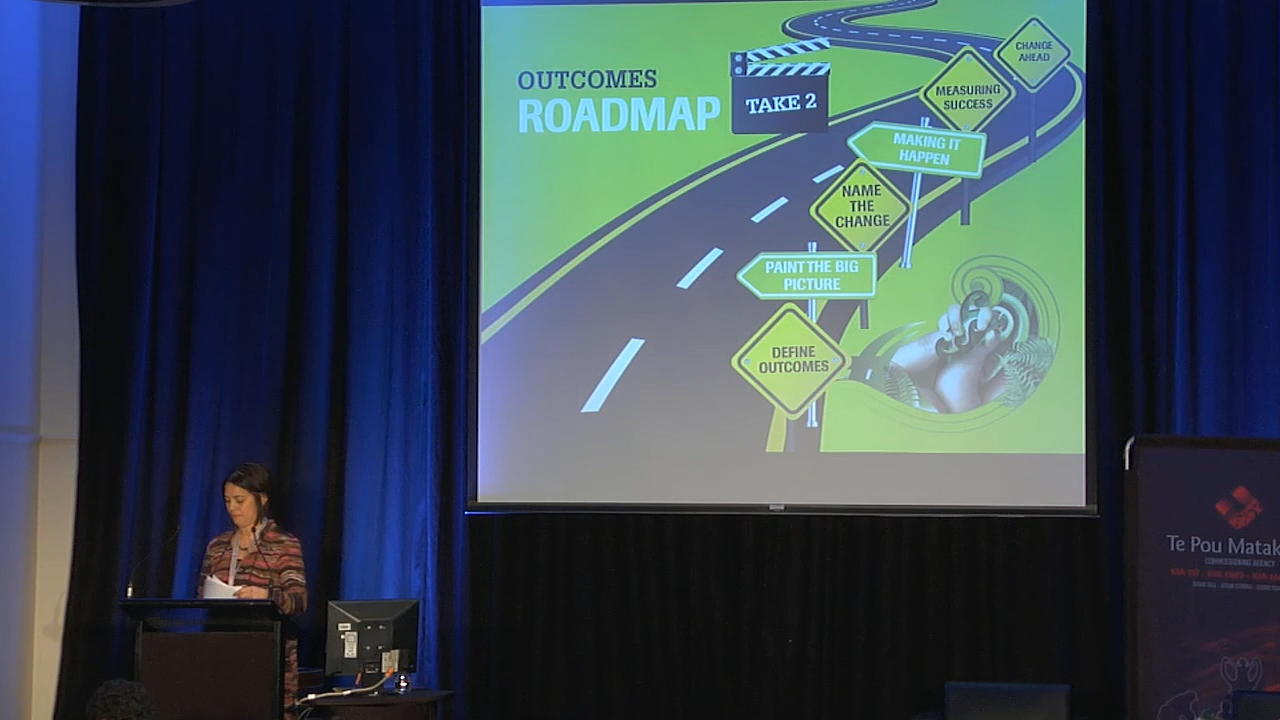 OUTCOMES
ROADMAP
TAKE 2
CHANGE
AHEAD
MEASURING
SUCCESS
MAKING IT
HAPPEN
NAME
THE
CHANGE
PAINT THE BIG
PICTURE
DEFINE
OUTCOMES
Te Pou Matak
COMMISSIONING AGENCY